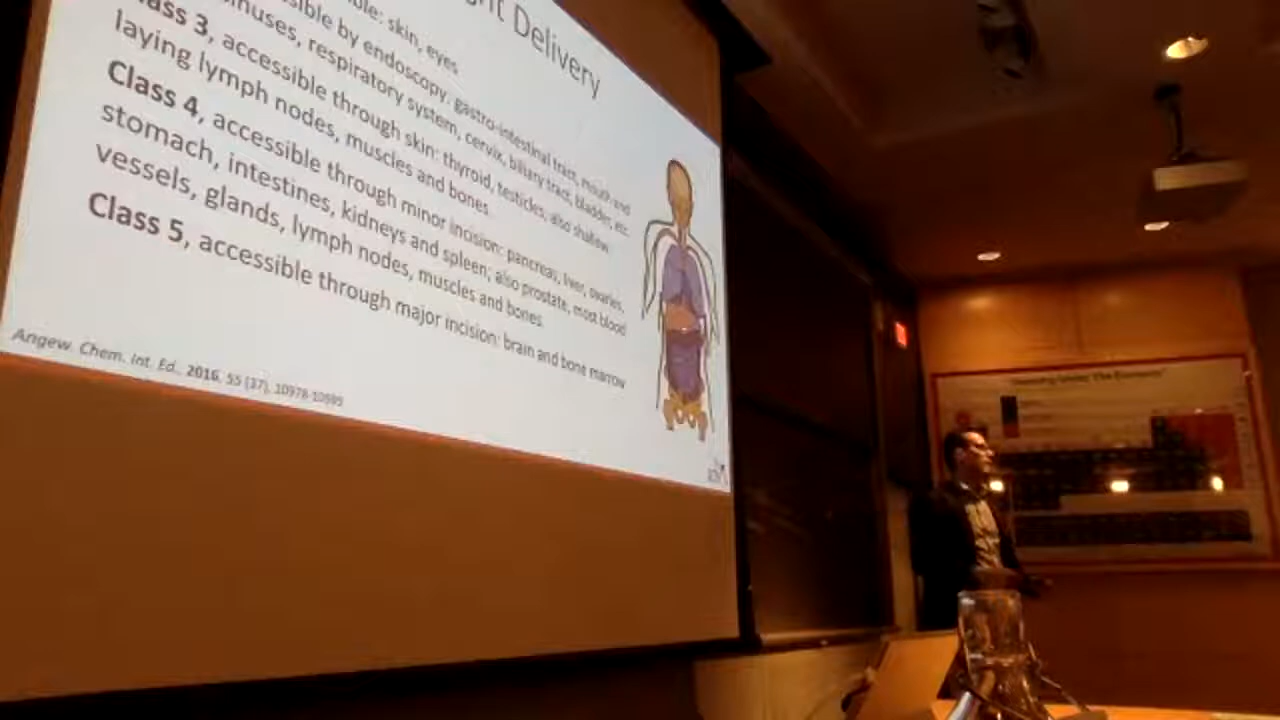 ght Delivery
ble: skin, eyes
sible by endoscopy: gastro-intestinal tract, mouth and
inuses, respiratory system, cervix, biliary tract, bladder, etc.
ass 3, accessible through skin: thyroid, testicles, also shallow
laying lymph nodes, muscles and bones.
Class 4, accessible through minor incision: pancreas, liver, ovaries,
stomach, intestines, kidneys and spleen; also prostate, most blood
vessels, glands, lymph nodes, muscles and bones.
Class 5, accessible through major incision: brain and bone marrow
Angew. Chem. Int. Ed., 2016, 55 (37), 10978-10999